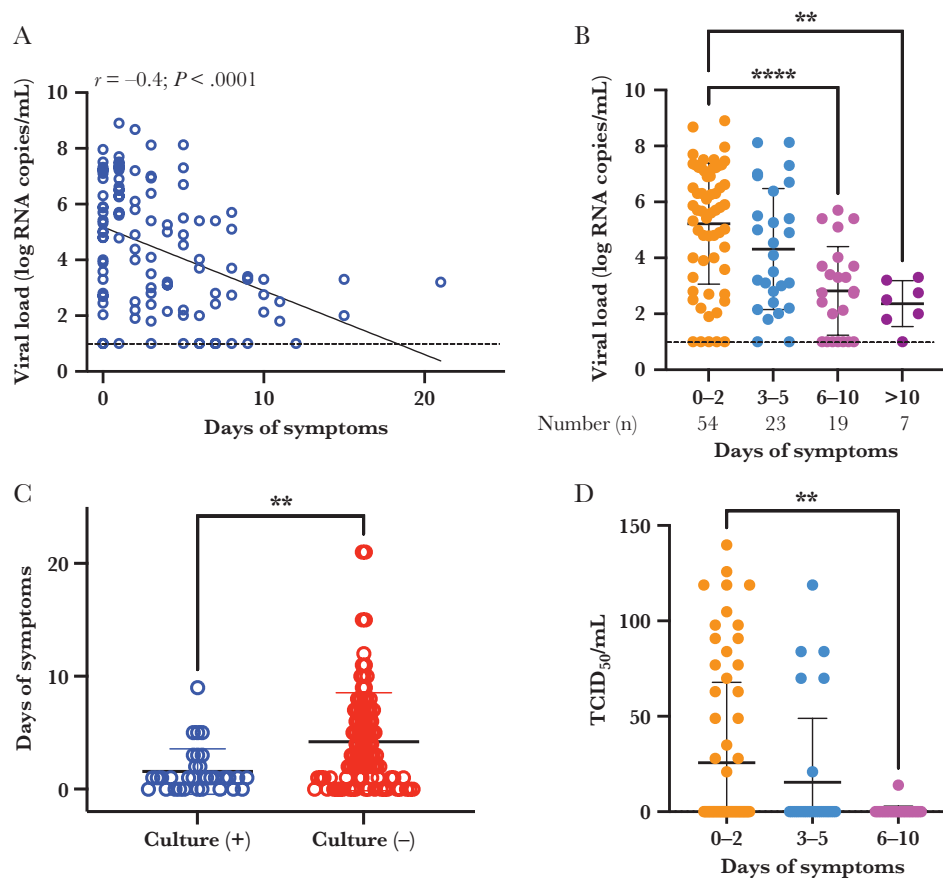 A
r = –0.4; P < .0001
Viral load (log RNA copies/mL)
10
8
6
4
2
0
0
10
20
Days of symptoms
B
**
****
Viral load (log RNA copies/mL)
10
8
6
4
2
0
0–2
3–5
6–10
>10
Number (n)
54
23
19
7
Days of symptoms
C
**
Days of symptoms
20
10
0
Culture (+)
Culture (–)
D
**
TCID50/mL
150
100
50
0
0–2
3–5
6–10
Days of symptoms